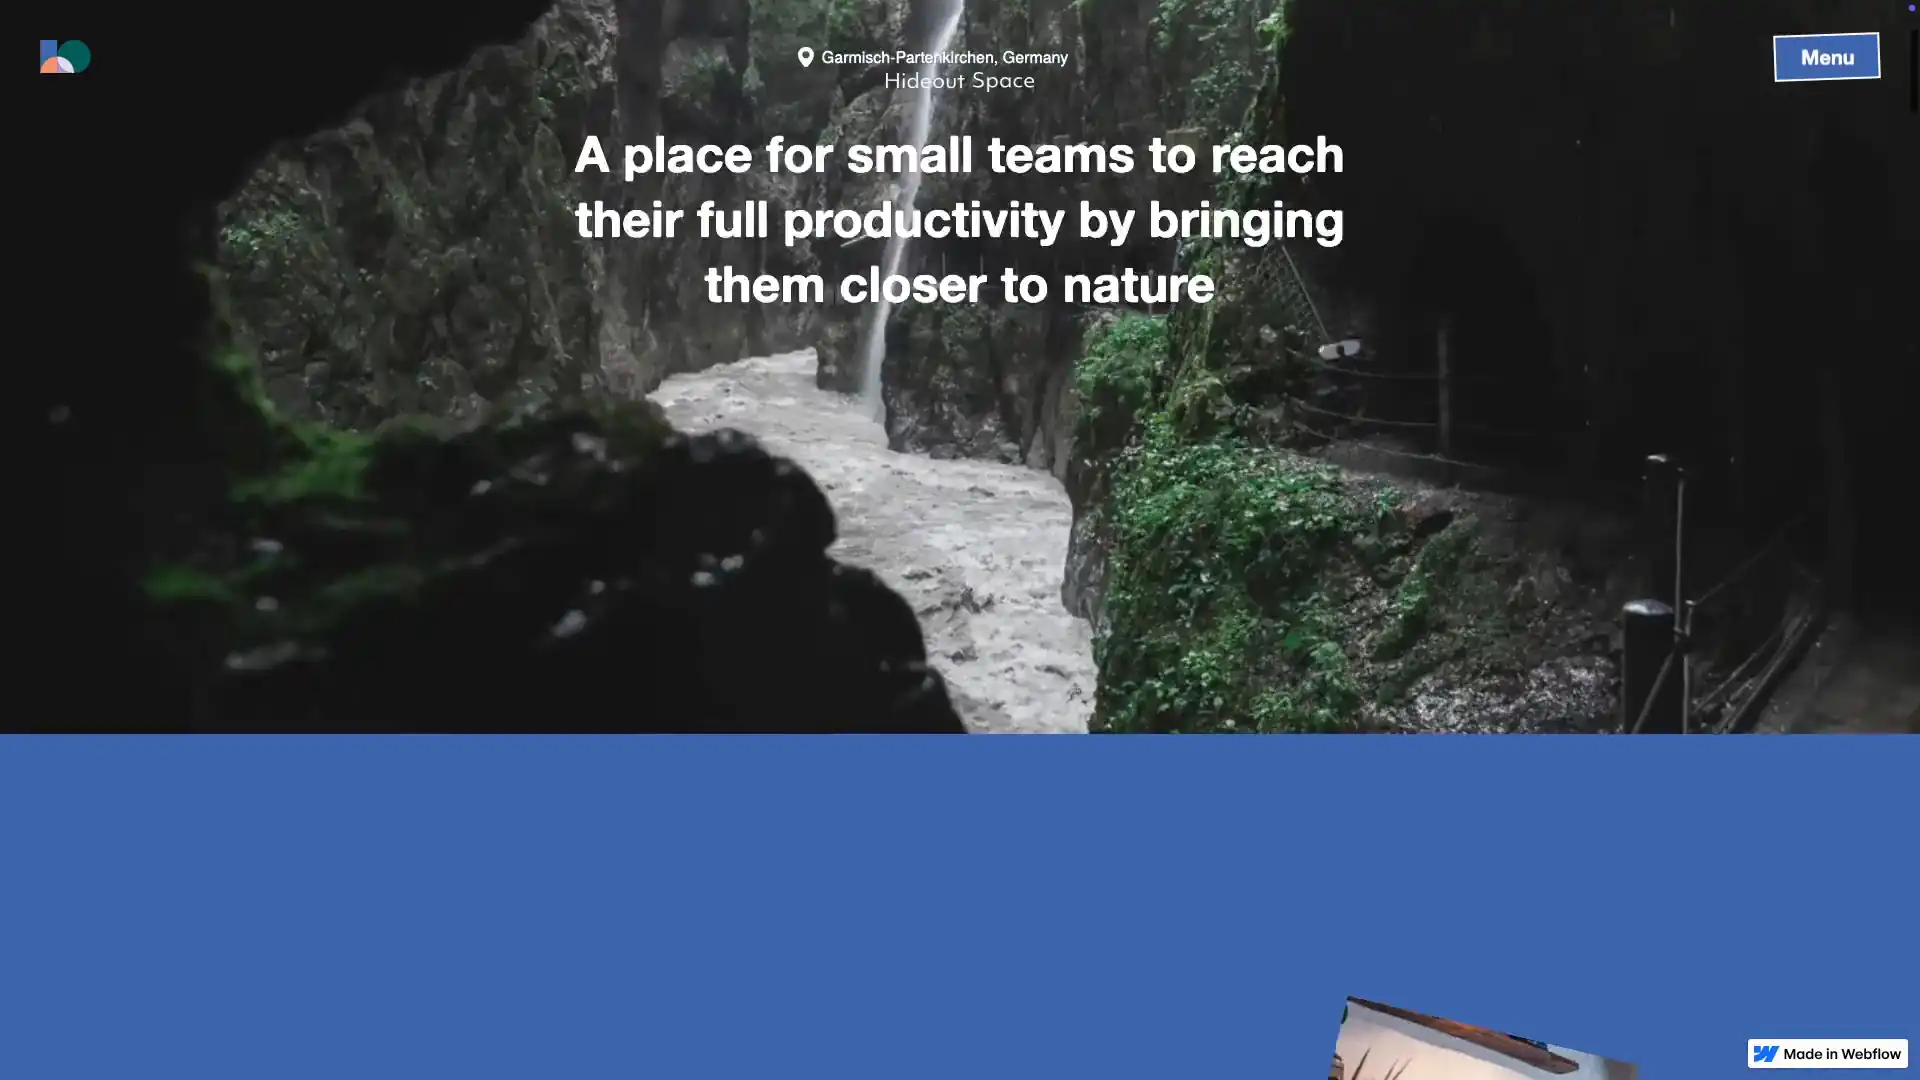 Garmisch-Partenkirchen, Germany
Hideout Space
Menu
A place for small teams to reach
their full productivity by bringing
them closer to nature
Made in Webflow